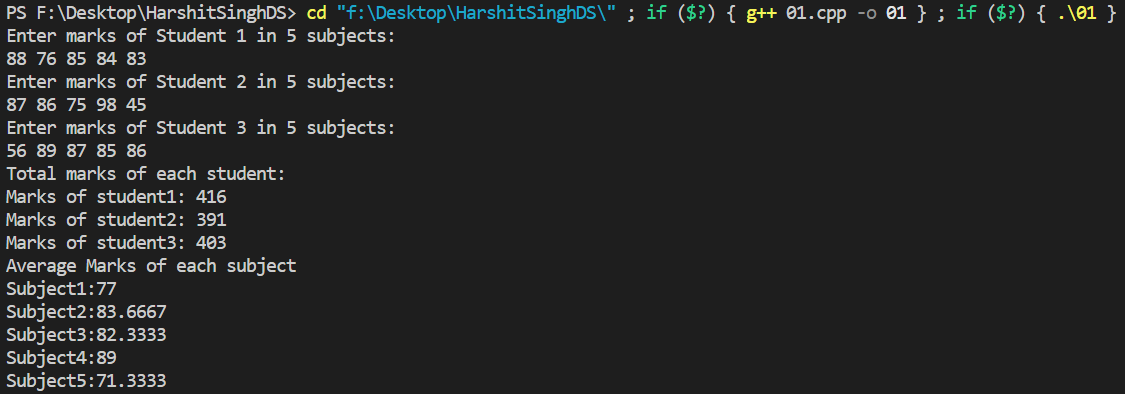 PS F:\Desktop\HarshitSinghDS> cd "f:\Desktop\HarshitSinghDS\" ; if ($?) { g++ 01.cpp -o 01 } ; if ($?) { .\01 }
Enter marks of Student 1 in 5 subjects:
88 76 85 84 83
Enter marks of Student 2 in 5 subjects:
87 86 75 98 45
Enter marks of Student 3 in 5 subjects:
56 89 87 85 86
Total marks of each student:
Marks of student1: 416
Marks of student2: 391
Marks of student3: 403
Average Marks of each subject
Subject1:77
Subject2:83.6667
Subject3:82.3333
Subject4:89
Subject5:71.3333